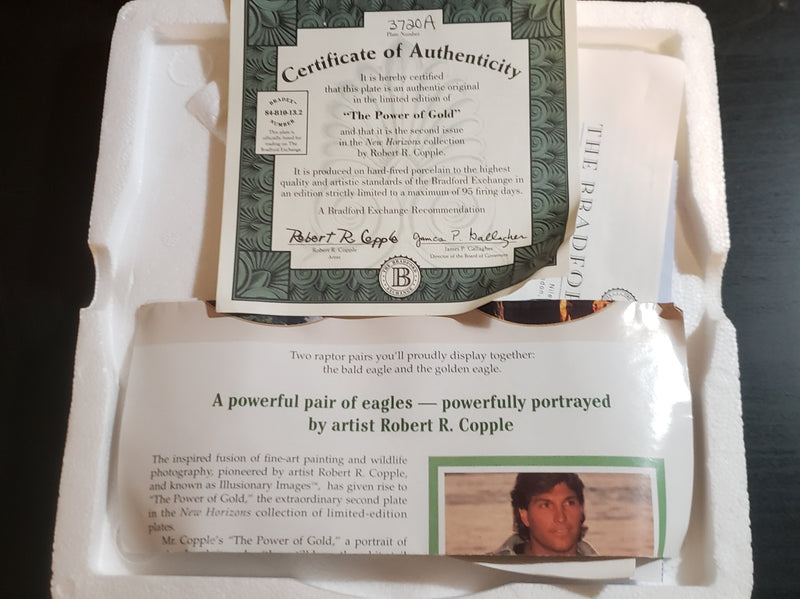 3720A
Plate Number
Certificate of Authenticity
It is hereby certified
that this plate is an authentic original
in the limited edition of
"The Power of Gold"
and that it is the second issue
in the New Horizons collection
by Robert R. Copple.
BRADEX®
84-B10-13.2
NUMBER
This plate is
officially listed for
trading on The
Bradford Exchange
It is produced on hard-fired porcelain to the highest
quality and artistic standards of the Bradford Exchange in
an edition strictly limited to a maximum of 95 firing days.
A Bradford Exchange Recommendation
Robert R. Copple
Robert R. Copple
Artist
James P. Gallagher
James P. Gallagher
Director of the Board of Governors
THE BRADFORD
B
EXCHANGE
THE BRADFO
Two raptor pairs you'll proudly display together:
the bald eagle and the golden eagle.
A powerful pair of eagles — powerfully portrayed
by artist Robert R. Copple
The inspired fusion of fine-art painting and wildlife
photography, pioneered by artist Robert R. Copple,
and known as Illusionary Images™, has given rise to
"The Power of Gold," the extraordinary second plate
in the New Horizons collection of limited-edition
plates.
Mr. Copple's "The Power of Gold," a portrait of